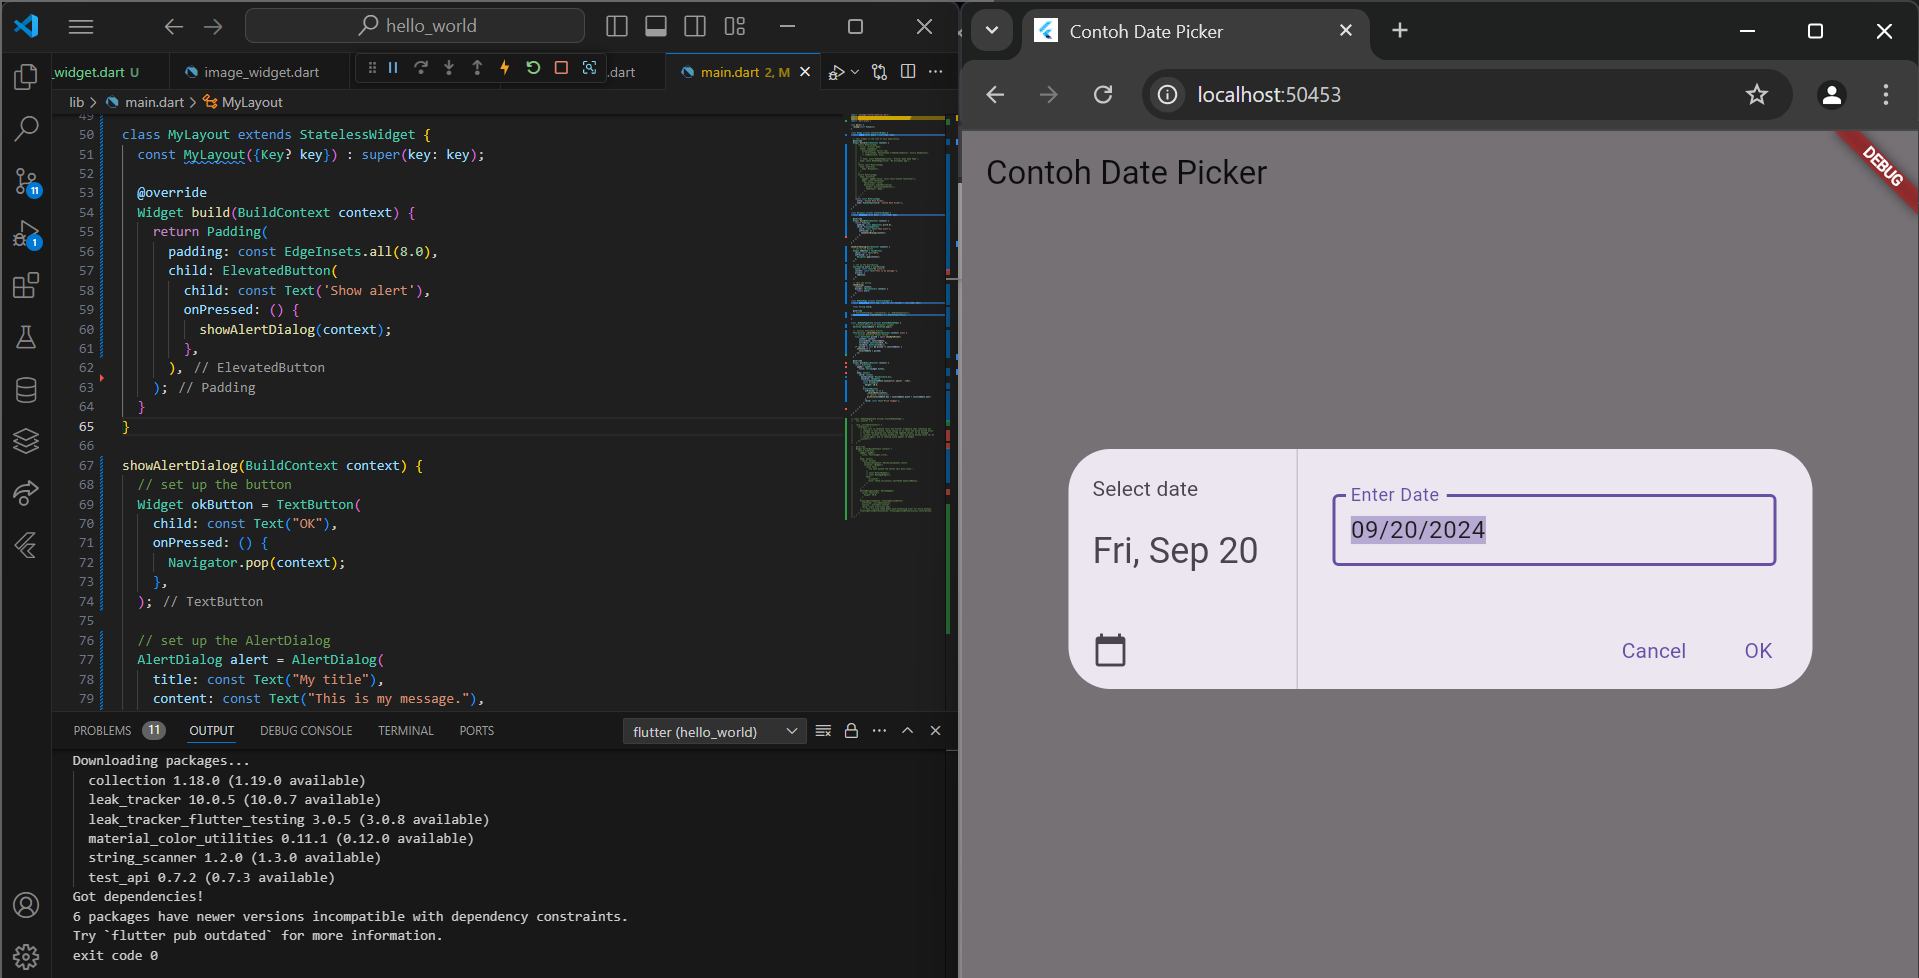 hello_world
_widget.dart U
image_widget.dart
.dart
main.dart 2, M
lib > main.dart > MyLayout
49
50 class MyLayout extends StatelessWidget {
51 const MyLayout({Key? key}) : super(key: key);
52
53 @override
54 Widget build(BuildContext context) {
55 return Padding(
56 padding: const EdgeInsets.all(8.0),
57 child: ElevatedButton(
58 child: const Text('Show alert'),
59 onPressed: () {
60 showAlertDialog(context);
61 },
62 ), // ElevatedButton
63 ); // Padding
64 }
65 }
66
67 showAlertDialog(BuildContext context) {
68 // set up the button
69 Widget okButton = TextButton(
70 child: const Text("OK"),
71 onPressed: () {
72 Navigator.pop(context);
73 },
74 ); // TextButton
75
76 // set up the AlertDialog
77 AlertDialog alert = AlertDialog(
78 title: const Text("My title"),
79 content: const Text("This is my message."),
11
1
PROBLEMS 11 OUTPUT DEBUG CONSOLE TERMINAL PORTS flutter (hello_world)
Downloading packages...
collection 1.18.0 (1.19.0 available)
leak_tracker 10.0.5 (10.0.7 available)
leak_tracker_flutter_testing 3.0.5 (3.0.8 available)
material_color_utilities 0.11.1 (0.12.0 available)
string_scanner 1.2.0 (1.3.0 available)
test_api 0.7.2 (0.7.3 available)
Got dependencies!
6 packages have newer versions incompatible with dependency constraints.
Try `flutter pub outdated` for more information.
exit code 0
Contoh Date Picker
localhost:50453
Contoh Date Picker
DEBUG
Select date
Fri, Sep 20
Enter Date
09/20/2024
Cancel OK